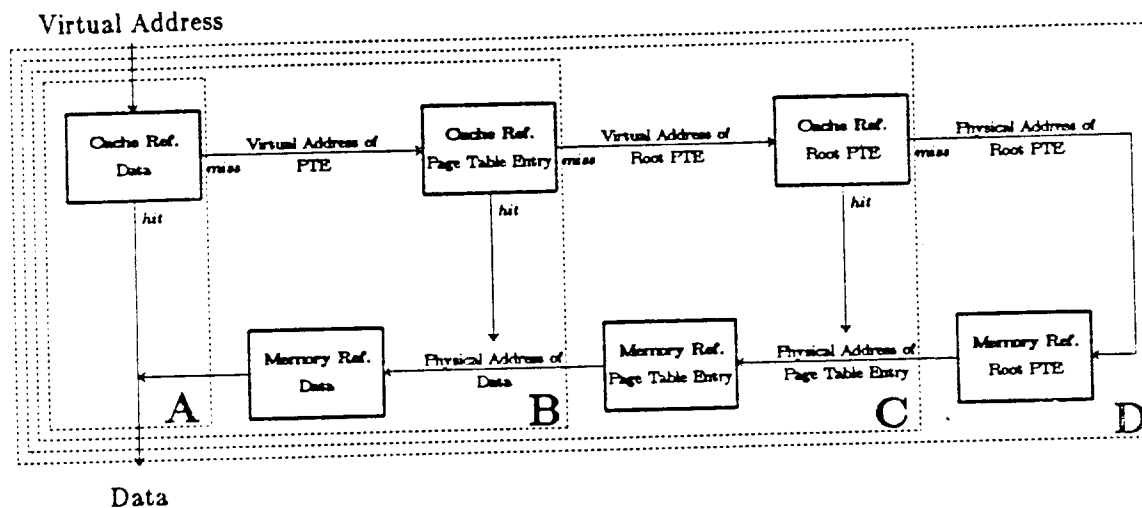 Virtual Address
Cache Ref.
Data
miss
hit
Virtual Address of
PTE
Cache Ref.
Page Table Entry
miss
hit
Virtual Address of
Root PTE
Cache Ref.
Root PTE
miss
hit
Physical Address of
Root PTE
Memory Ref.
Data
Physical Address of
Data
Memory Ref.
Page Table Entry
Physical Address of
Page Table Entry
Memory Ref.
Root PTE
A
B
C
D
Data